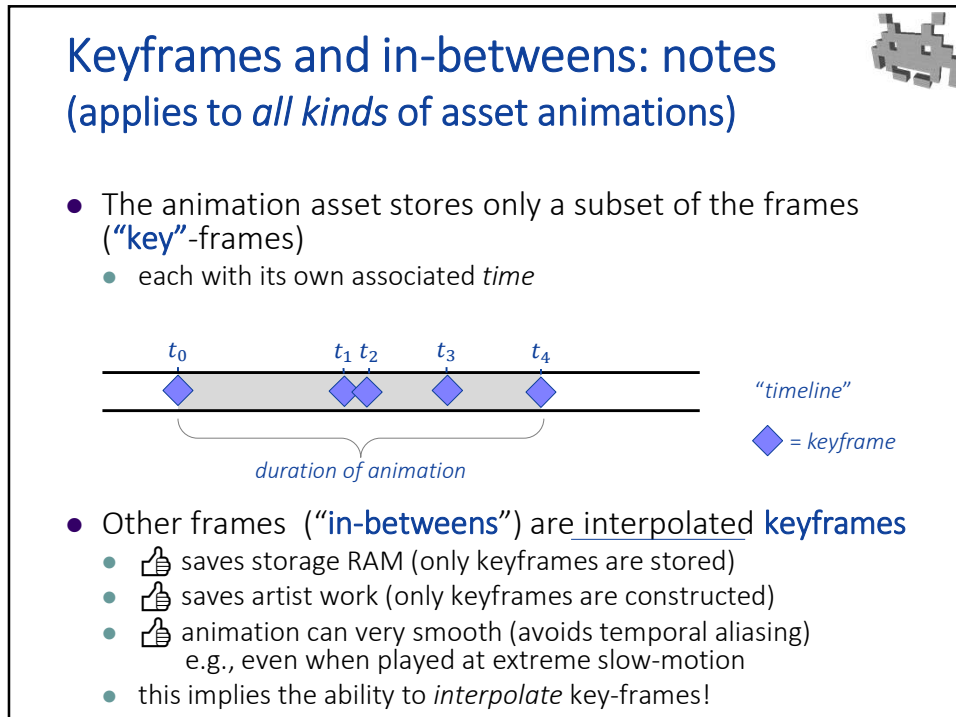 Keyframes and in-betweens: notes
(applies to all kinds of asset animations)
The animation asset stores only a subset of the frames
(“key”-frames)
each with its own associated time
t0 t1 t2 t3 t4
“timeline”
= keyframe
duration of animation
Other frames (“in-betweens”) are interpolated keyframes
saves storage RAM (only keyframes are stored)
saves artist work (only keyframes are constructed)
animation can very smooth (avoids temporal aliasing)
e.g., even when played at extreme slow-motion
this implies the ability to interpolate key-frames!